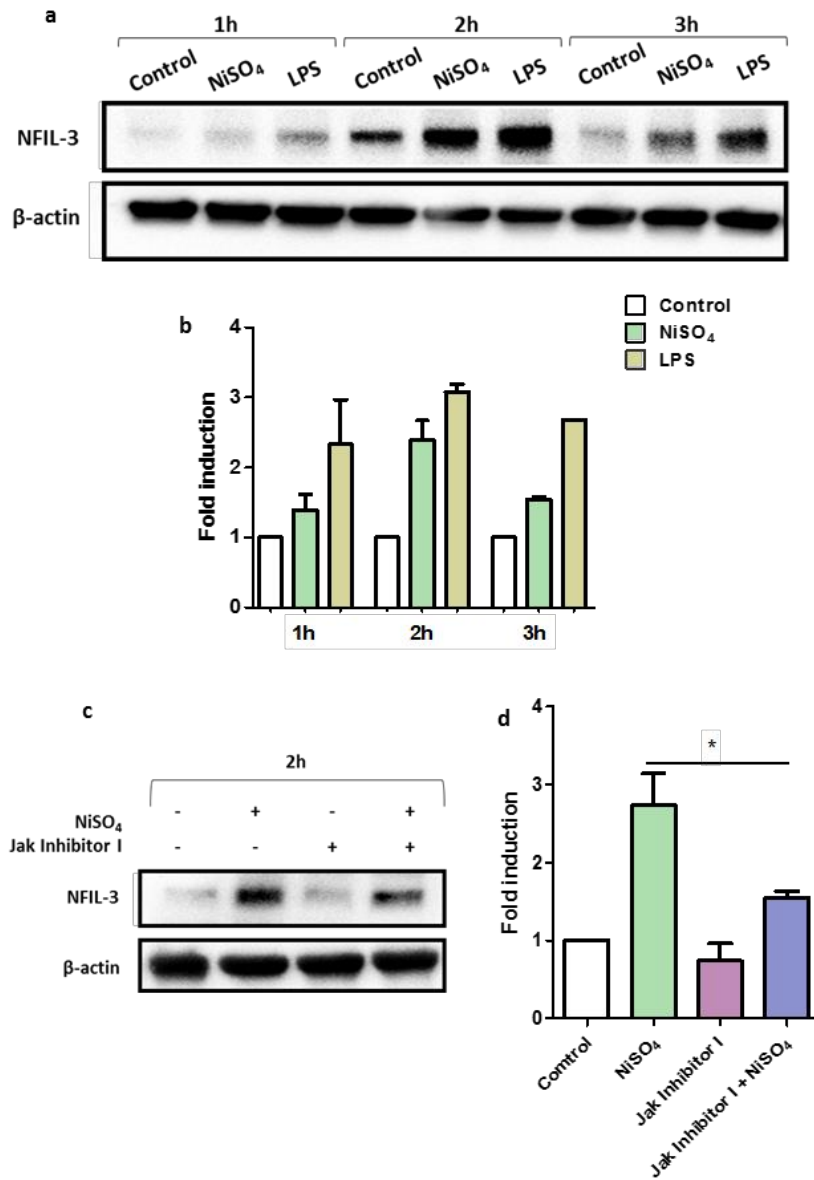 a
1h 2h 3h
Control NiSO₄ LPS Control NiSO₄ LPS Control NiSO₄ LPS
NFIL-3
β-actin
b
Control
NiSO₄
LPS
4
3
2
1
0
Fold induction
1h 2h 3h
c
2h
NiSO₄ - + - +
Jak Inhibitor I - - + +
NFIL-3
β-actin
d
*
4
3
2
1
0
Fold induction
Comtrol
NiSO₄
Jak Inhibitor I
Jak Inhibitor I + NiSO₄